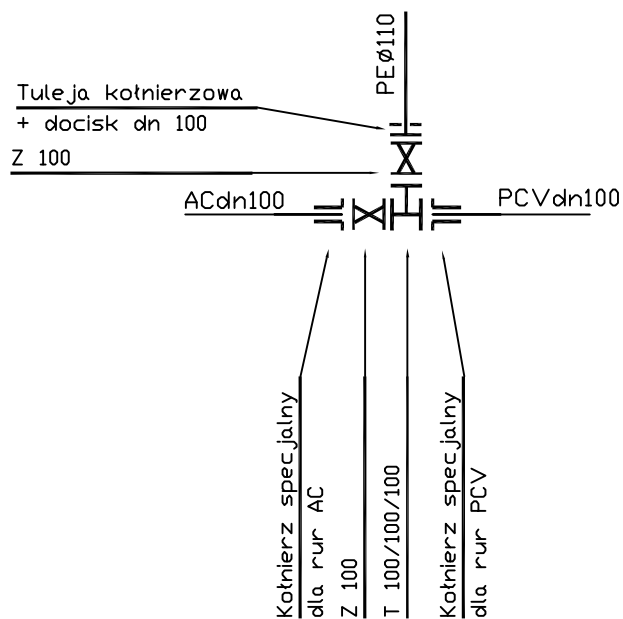 PEø110
Tuleja kołnierzowa
+ docisk dn 100
Z 100
ACdn100
PCVdn100
Kołnierz specjalny
dla rur AC
Z 100
T 100/100/100
Kołnierz specjalny
dla rur PCV